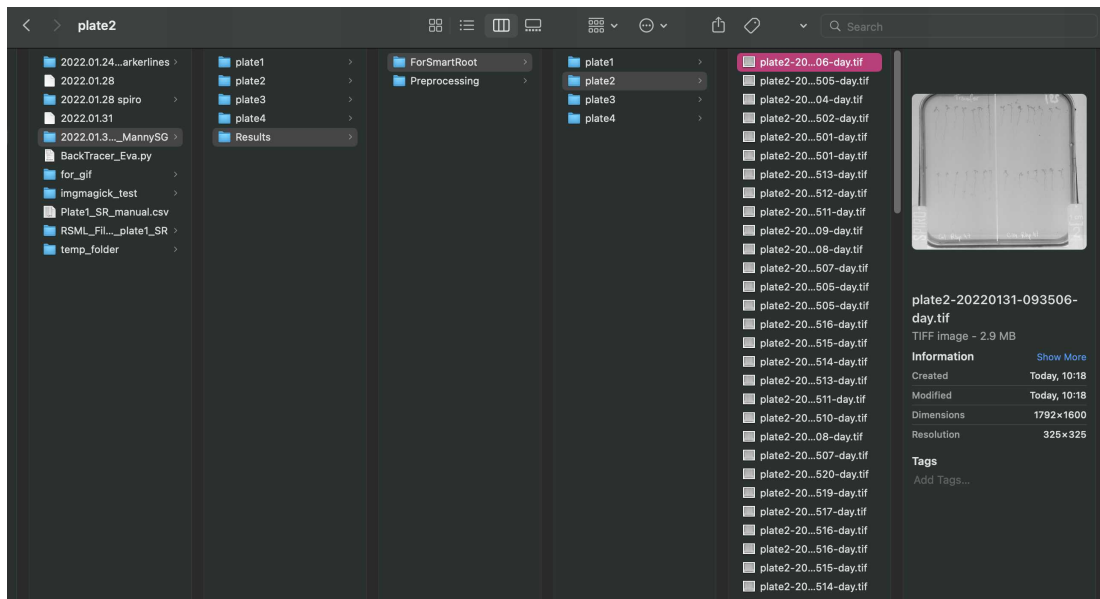 plate2
Search
2022.01.24...arkerlines
2022.01.28
2022.01.28 spiro
2022.01.31
2022.01.3..._MannySG
BackTracer_Eva.py
for_gif
imgmagick_test
Plate1_SR_manual.csv
RSML_Fil..._plate1_SR
temp_folder
plate1
plate2
plate3
plate4
Results
ForSmartRoot
Preprocessing
plate1
plate2
plate3
plate4
plate2-20...06-day.tif
plate2-20...505-day.tif
plate2-20...04-day.tif
plate2-20...502-day.tif
plate2-20...501-day.tif
plate2-20...501-day.tif
plate2-20...513-day.tif
plate2-20...512-day.tif
plate2-20...511-day.tif
plate2-20...09-day.tif
plate2-20...08-day.tif
plate2-20...507-day.tif
plate2-20...505-day.tif
plate2-20...505-day.tif
plate2-20...516-day.tif
plate2-20...515-day.tif
plate2-20...514-day.tif
plate2-20...513-day.tif
plate2-20...511-day.tif
plate2-20...510-day.tif
plate2-20...08-day.tif
plate2-20...507-day.tif
plate2-20...520-day.tif
plate2-20...519-day.tif
plate2-20...517-day.tif
plate2-20...516-day.tif
plate2-20...516-day.tif
plate2-20...515-day.tif
plate2-20...514-day.tif
plate2-20220131-093506-
day.tif
TIFF image - 2.9 MB
Information Show More
Created Today, 10:18
Modified Today, 10:18
Dimensions 1792×1600
Resolution 325×325
Tags
Add Tags...